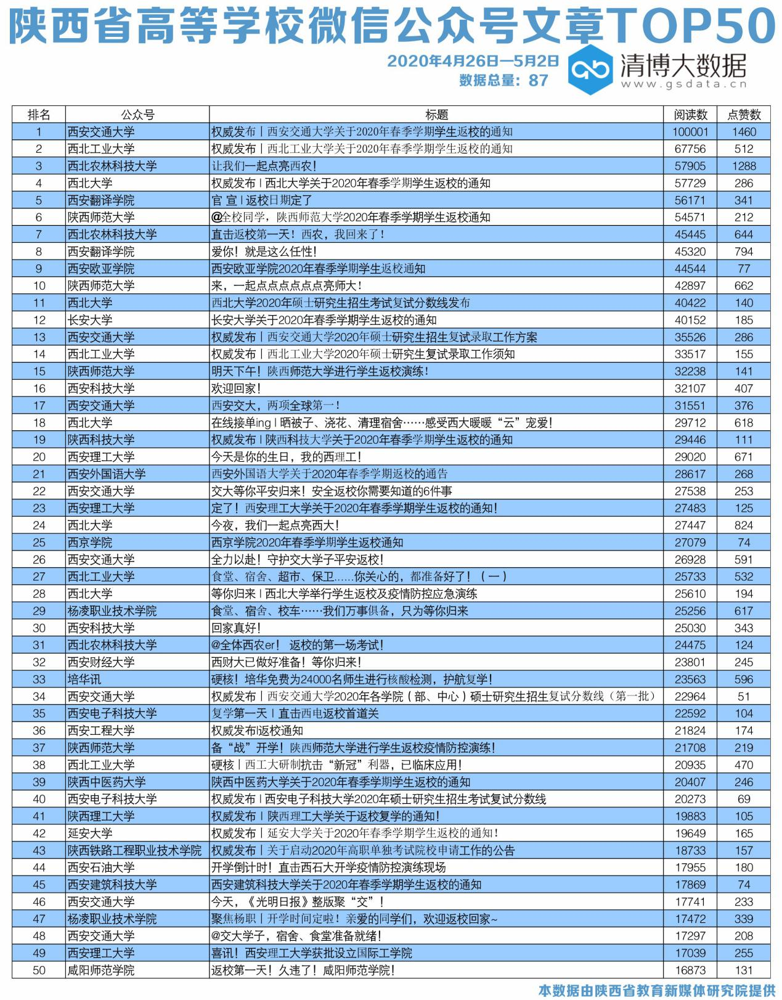 陕西省高等学校微信公众号文章TOP50
2020年4月26日—5月2日
数据总量：87
清博大数据
www.gsdata.cn
排名 公众号 标题 阅读数 点赞数
1 西安交通大学 权威发布丨西安交通大学关于2020年春季学期学生返校的通知 100001 1460
2 西北工业大学 权威发布丨西北工业大学关于2020年春季学期学生返校的通知 67756 512
3 西北农林科技大学 让我们一起点亮西农！ 57905 1288
4 西北大学 权威发布 | 西北大学关于2020年春季学期学生返校的通知 57729 286
5 西安翻译学院 官 宣 | 返校日期定了 56171 341
6 陕西师范大学 @全校同学，陕西师范大学2020年春季学期学生返校通知 54571 212
7 西北农林科技大学 直击返校第一天！西农，我回来了！ 45445 644
8 西安翻译学院 爱你！就是这么任性！ 45320 794
9 西安欧亚学院 西安欧亚学院2020年春季学期学生返校通知 44544 77
10 陕西师范大学 来，一起点点点点点点亮师大！ 42897 662
11 西北大学 西北大学2020年硕士研究生招生考试复试分数线发布 40422 140
12 长安大学 长安大学关于2020年春季学期学生返校的通知 40152 185
13 西安交通大学 权威发布丨西安交通大学2020年硕士研究生招生复试录取工作方案 35526 286
14 西北工业大学 权威发布丨西北工业大学2020年硕士研究生复试录取工作须知 33517 155
15 陕西师范大学 明天下午！陕西师范大学进行学生返校演练！ 32238 141
16 西安科技大学 欢迎回家！ 32107 407
17 西安交通大学 西安交大，两项全球第一！ 31551 376
18 西北大学 在线接单ing | 晒被子、浇花、清理宿舍……感受西大暖暖“云”宠爱！ 29712 618
19 陕西科技大学 权威发布 | 陕西科技大学关于2020年春季学期学生返校的通知 29446 111
20 西安理工大学 今天是你的生日，我的西理工！ 29020 671
21 西安外国语大学 西安外国语大学关于2020年春季学期返校的通告 28617 268
22 西安交通大学 交大等你平安归来！安全返校你需要知道的6件事 27538 253
23 西安理工大学 定了！西安理工大学关于2020年春季学期学生返校的通知！ 27483 125
24 西北大学 今夜，我们一起点亮西大！ 27447 824
25 西京学院 西京学院2020年春季学期学生返校通知 27079 74
26 西安交通大学 全力以赴！守护交大学子平安返校！ 26928 591
27 西北工业大学 食堂、宿舍、超市、保卫......你关心的，都准备好了！（一） 25733 532
28 西北大学 等你归来 | 西北大学举行学生返校及疫情防控应急演练 25610 194
29 杨凌职业技术学院 食堂、宿舍、校车……我们万事俱备，只为等你归来 25256 617
30 西安科技大学 回家真好！ 25030 343
31 西北农林科技大学 @全体西农er！ 返校的第一场考试！ 24475 124
32 西安财经大学 西财大已做好准备！等你归来！ 23801 245
33 培华讯 硬核！培华免费为24000名师生进行核酸检测，护航复学！ 23563 596
34 西安交通大学 权威发布丨西安交通大学2020年各学院（部、中心）硕士研究生招生复试分数线（第一批） 22964 51
35 西安电子科技大学 复学第一天 | 直击西电返校首道关 22592 104
36 西安工程大学 权威发布|返校通知 21824 174
37 陕西师范大学 备“战”开学！陕西师范大学进行学生返校疫情防控演练！ 21708 219
38 西北工业大学 硬核丨西工大研制抗击“新冠”利器，已临床应用！ 20935 470
39 陕西中医药大学 陕西中医药大学关于2020年春季学期学生返校的通知 20407 246
40 西安电子科技大学 权威发布 | 西安电子科技大学2020年硕士研究生招生考试复试分数线 20273 69
41 陕西理工大学 权威发布 | 陕西理工大学关于返校复学的通知！ 19883 105
42 延安大学 权威发布丨延安大学关于2020年春季学期学生返校的通知！ 19649 165
43 陕西铁路工程职业技术学院 权威发布丨关于启动2020年高职单独考试院校申请工作的公告 18733 157
44 西安石油大学 开学倒计时！直击西石大开学疫情防控演练现场 17955 180
45 西安建筑科技大学 西安建筑科技大学关于2020年春季学期学生返校的通知 17869 74
46 西安交通大学 今天，《光明日报》整版聚“交”！ 17741 233
47 杨凌职业技术学院 聚焦杨职丨开学时间定啦！亲爱的同学们，欢迎返校回家~ 17472 339
48 西安交通大学 @交大学子，宿舍、食堂准备就绪！ 17297 208
49 西安理工大学 喜讯！西安理工大学获批设立国际工学院 17039 255
50 咸阳师范学院 返校第一天！久违了！咸阳师范学院！ 16873 131
本数据由陕西省教育新媒体研究院提供